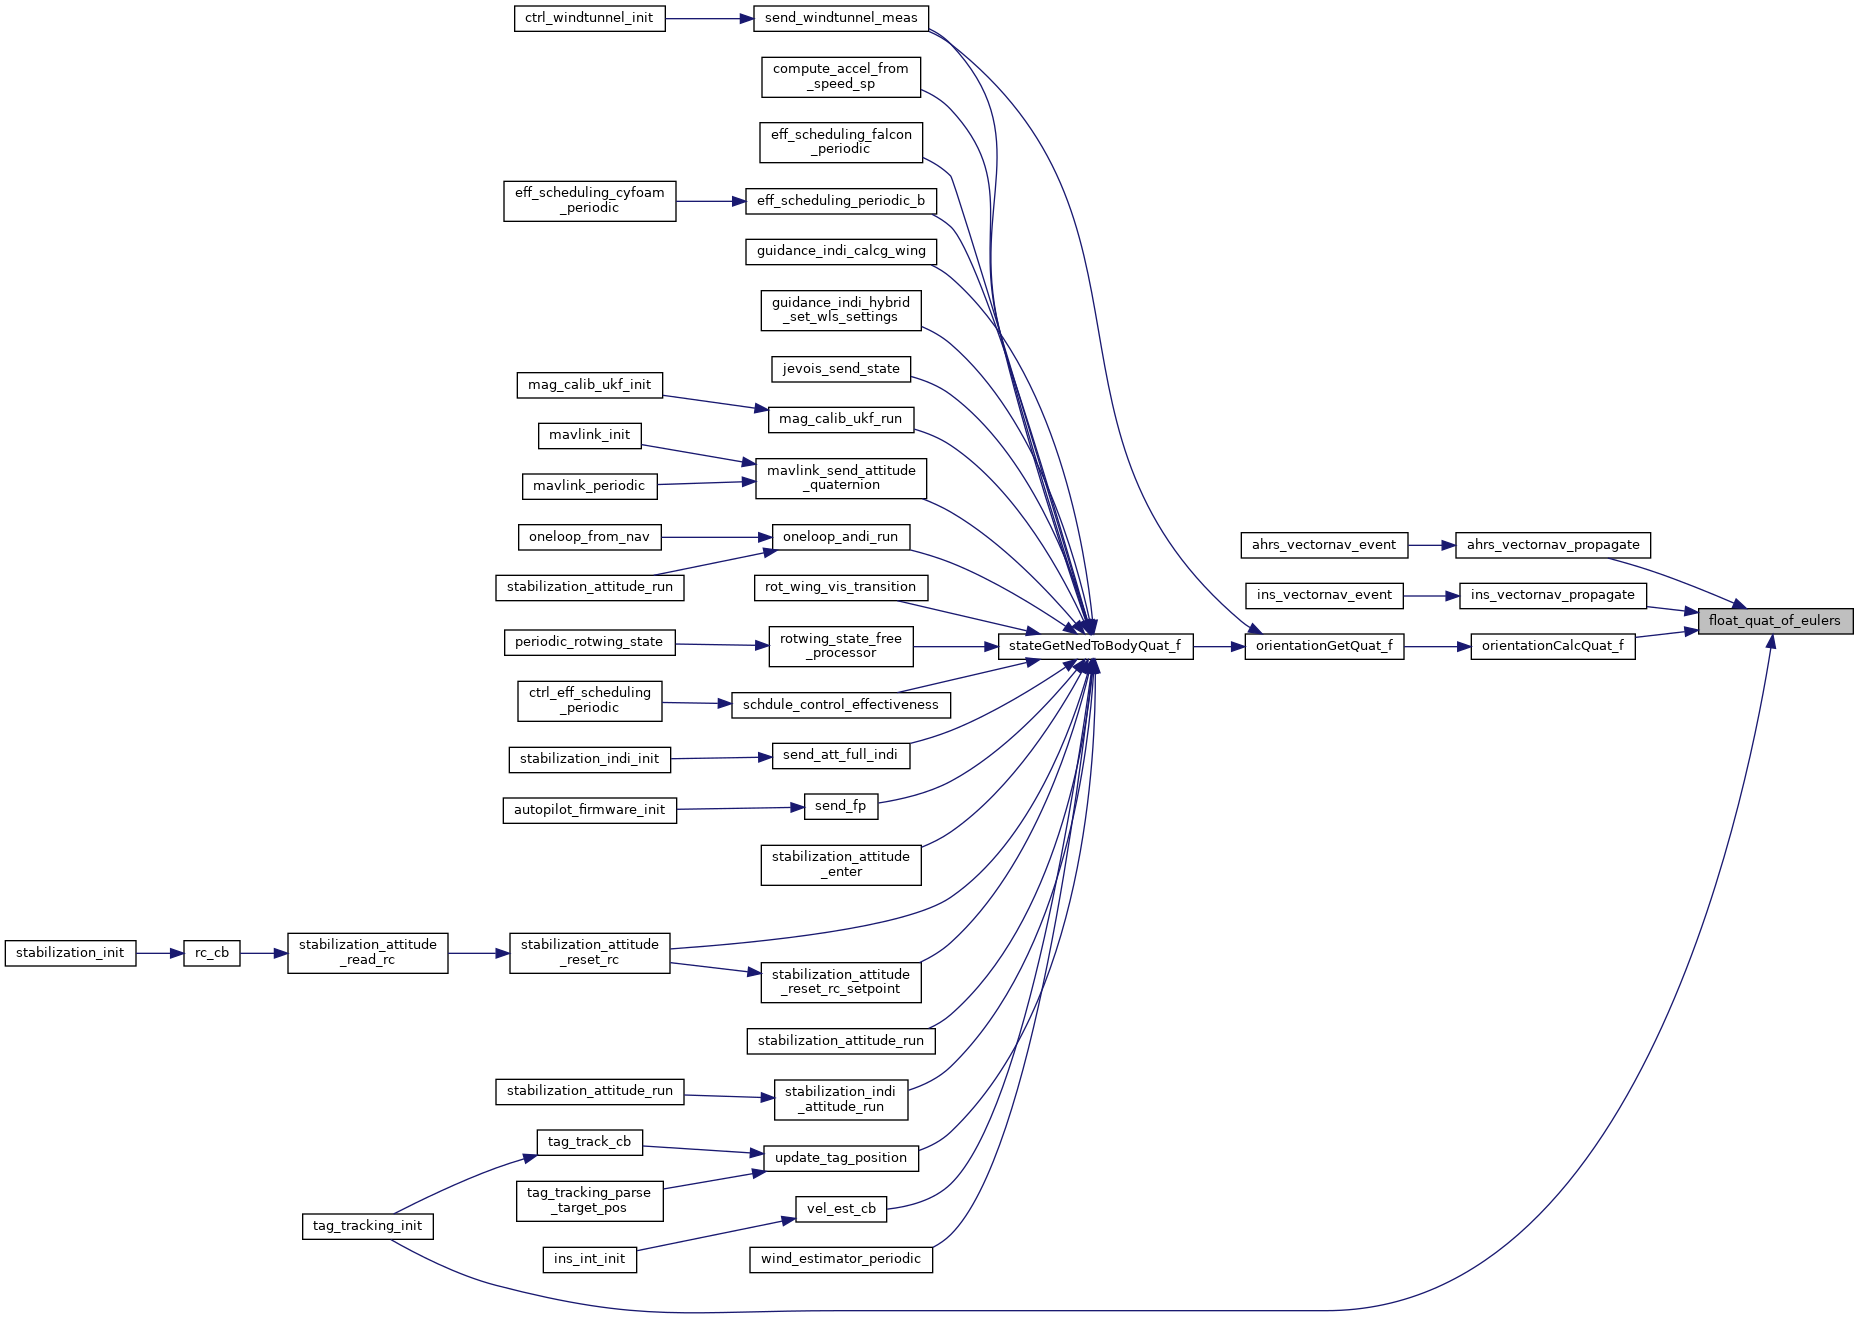 ctrl_windtunnel_init
send_windtunnel_meas
compute_accel_from
_speed_sp
eff_scheduling_falcon
_periodic
eff_scheduling_cyfoam
_periodic
eff_scheduling_periodic_b
guidance_indi_calcg_wing
guidance_indi_hybrid
_set_wls_settings
jevois_send_state
mag_calib_ukf_init
mag_calib_ukf_run
mavlink_init
mavlink_send_attitude
_quaternion
mavlink_periodic
oneloop_from_nav
oneloop_andi_run
stabilization_attitude_run
rot_wing_vis_transition
periodic_rotwing_state
rotwing_state_free
_processor
ctrl_eff_scheduling
_periodic
schdule_control_effectiveness
stabilization_indi_init
send_att_full_indi
autopilot_firmware_init
send_fp
stabilization_attitude
_enter
stabilization_init
rc_cb
stabilization_attitude
_read_rc
stabilization_attitude
_reset_rc
stabilization_attitude
_reset_rc_setpoint
stabilization_attitude_run
stabilization_attitude_run
stabilization_indi
_attitude_run
tag_track_cb
update_tag_position
tag_tracking_parse
_target_pos
tag_tracking_init
vel_est_cb
ins_int_init
wind_estimator_periodic
stateGetNedToBodyQuat_f
ahrs_vectornav_event
ahrs_vectornav_propagate
ins_vectornav_event
ins_vectornav_propagate
orientationGetQuat_f
orientationCalcQuat_f
float_quat_of_eulers